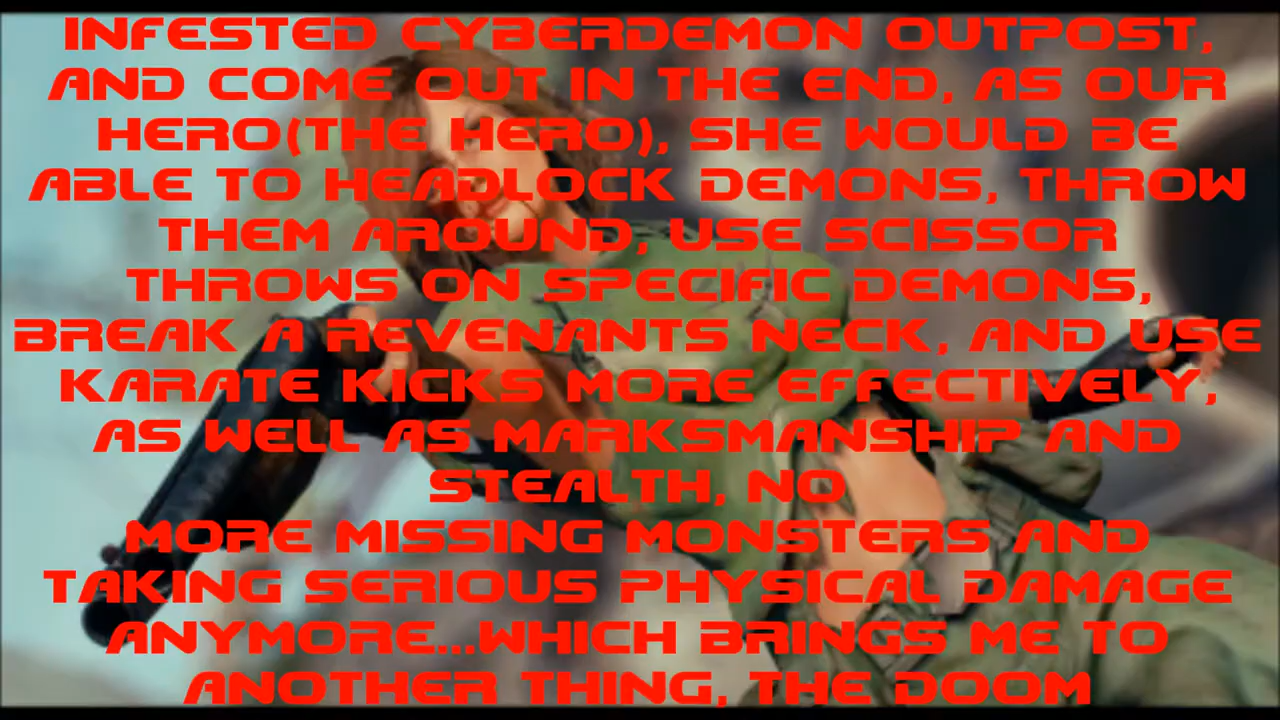 INFESTED CYBERDEMON OUTPOST,
AND COME OUT IN THE END, AS OUR
HERO(THE HERO), SHE WOULD BE
ABLE TO HEADLOCK DEMONS, THROW
THEM AROUND, USE SCISSOR
THROWS ON SPECIFIC DEMONS,
BREAK A REVENANTS NECK, AND USE
KARATE KICKS MORE EFFECTIVELY,
AS WELL AS MARKSMANSHIP AND
STEALTH, NO
MORE MISSING MONSTERS AND
TAKING SERIOUS PHYSICAL DAMAGE
ANYMORE...WHICH BRINGS ME TO
ANOTHER THING, THE DOOM